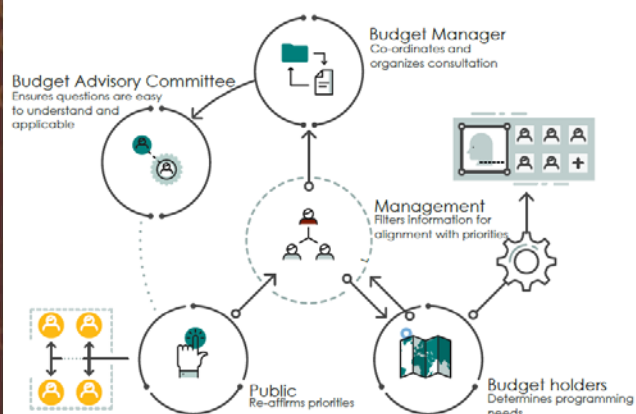 Budget Manager
Co-ordinates and
organizes consultation
Budget Advisory Committee
Ensures questions are easy
to understand and
applicable
Management
Filters information for
alignment with priorities
Public
Re-affirms priorities
Budget holders
Determines programming
needs